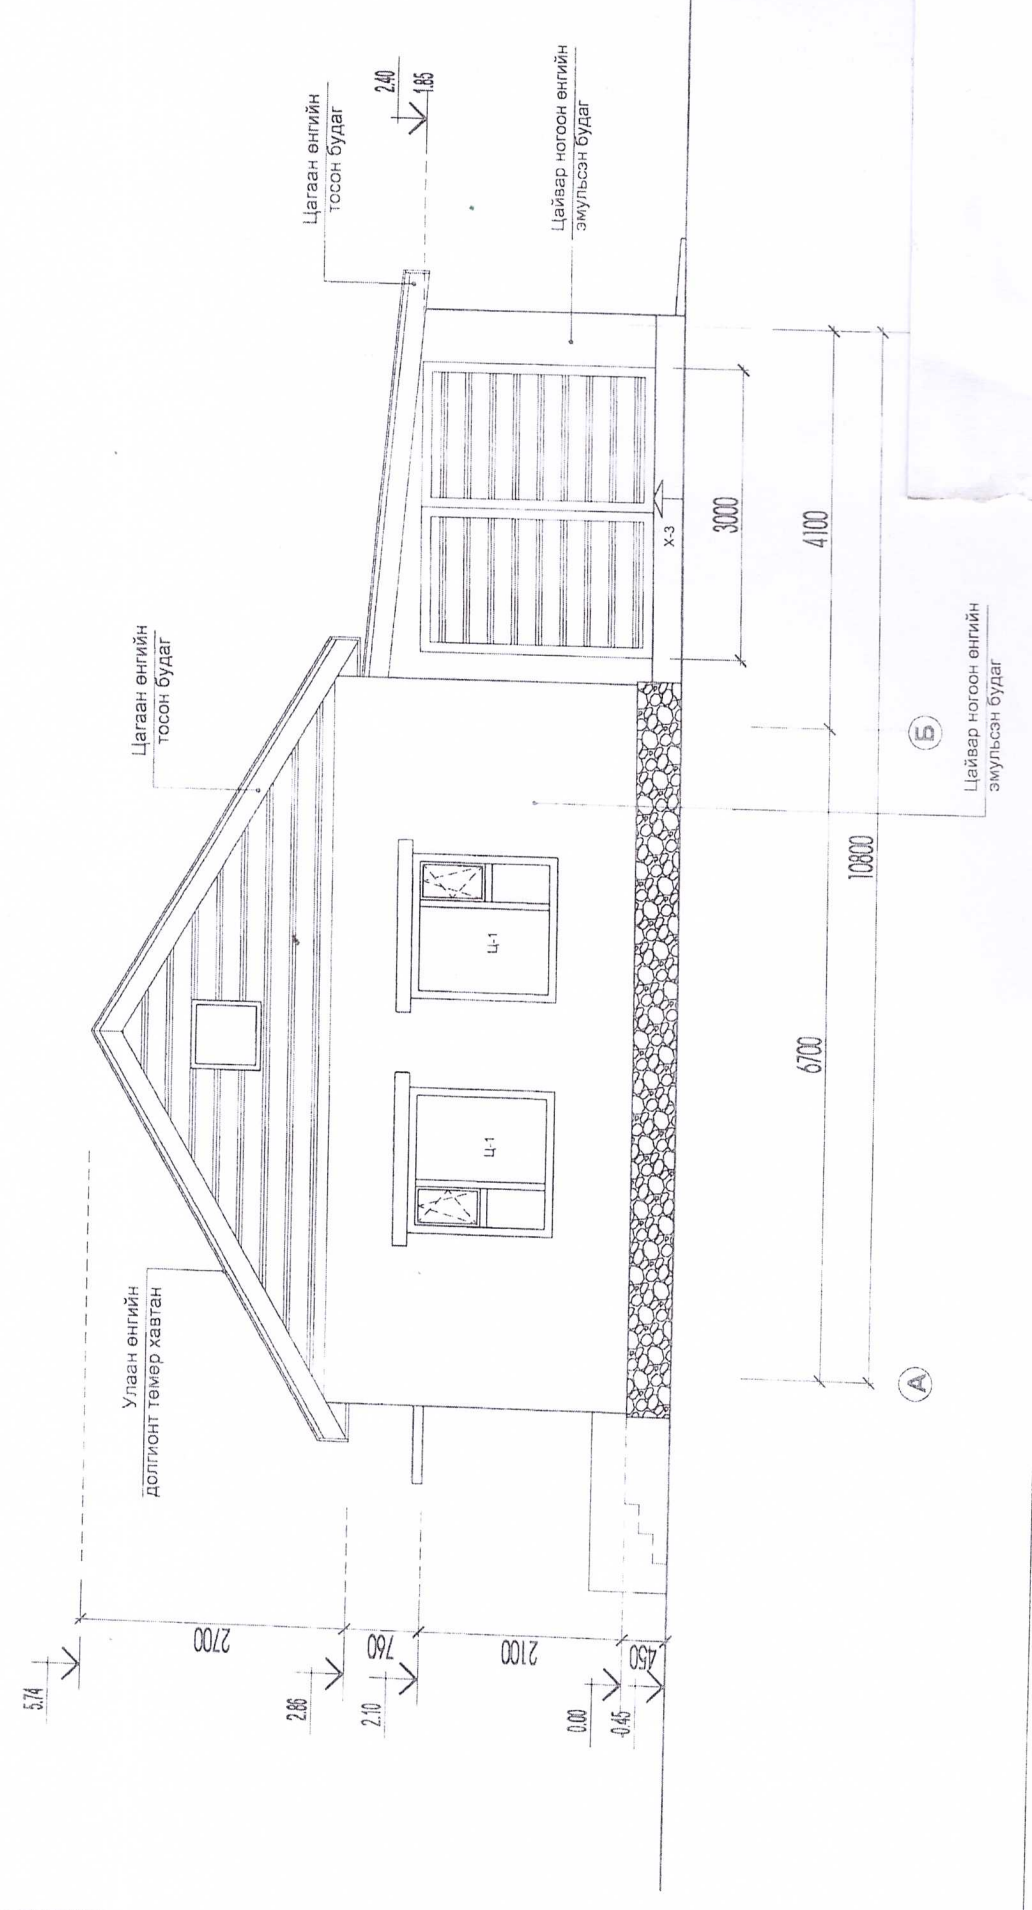 5.74
2.86
2.10
0.00
-0.45
2700
760
2100
450
Улаан өнгийн
долгионт төмөр хавтан
Цагаан өнгийн
тосон будаг
Цагаан өнгийн
тосон будаг
2.40
1.85
Цайвар ногоон өнгийн
эмульсэн будаг
Ц-1
Ц-1
Х-3
3000
6700
4100
10800
А
Б
Цайвар ногоон өнгийн
эмульсэн будаг